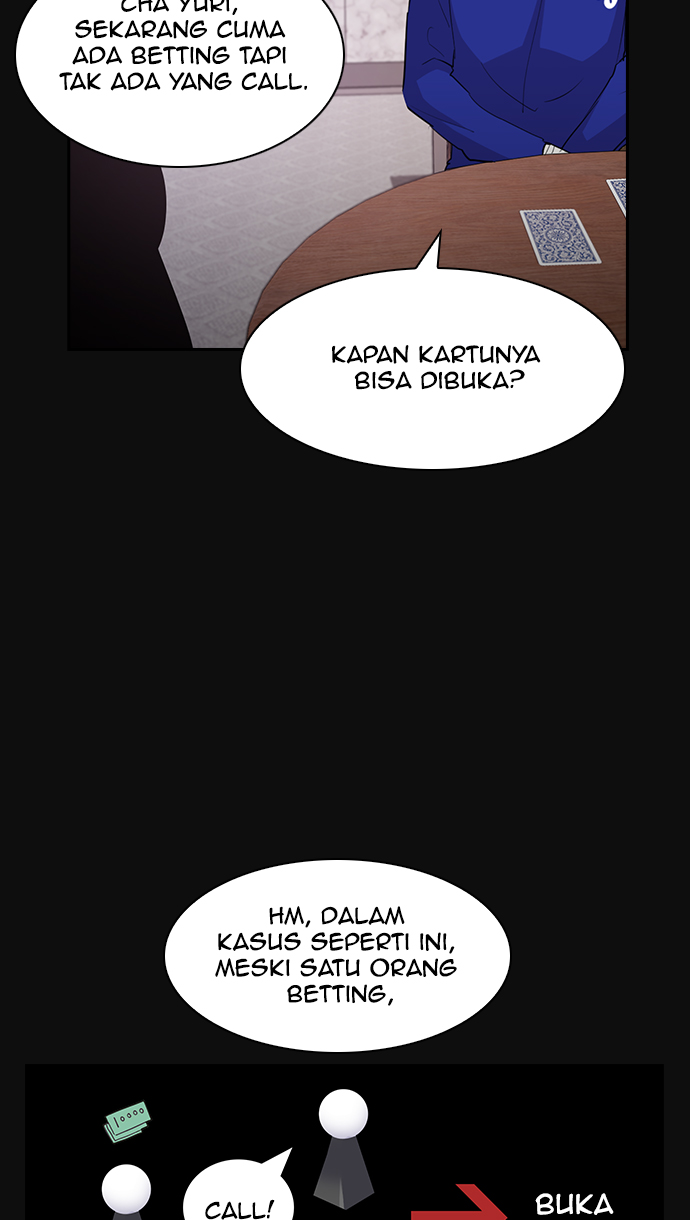 CHA YURI,
SEKARANG CUMA
ADA BETTING TAPI
TAK ADA YANG CALL.
KAPAN KARTUNYA
BISA DIBUKA?
HM, DALAM
KASUS SEPERTI INI,
MESKI SATU ORANG
BETTING,
CALL!
BUKA